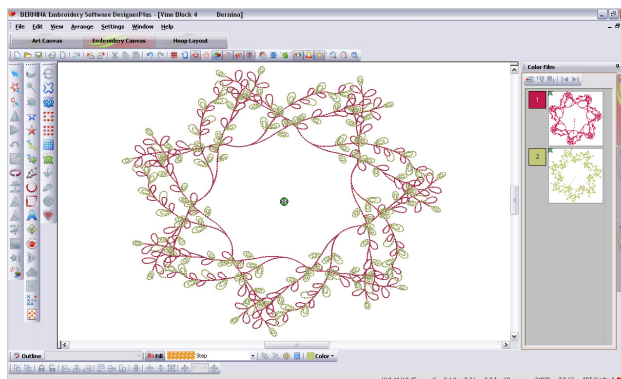 BERNINA Embroidery Software DesignerPlus - [Vine Block 4 Bernina]
File Edit View Arrange Settings Window Help
Art Canvas Embroidery Canvas Hoop Layout
Color Film
1
2
Outline Fill Step Color